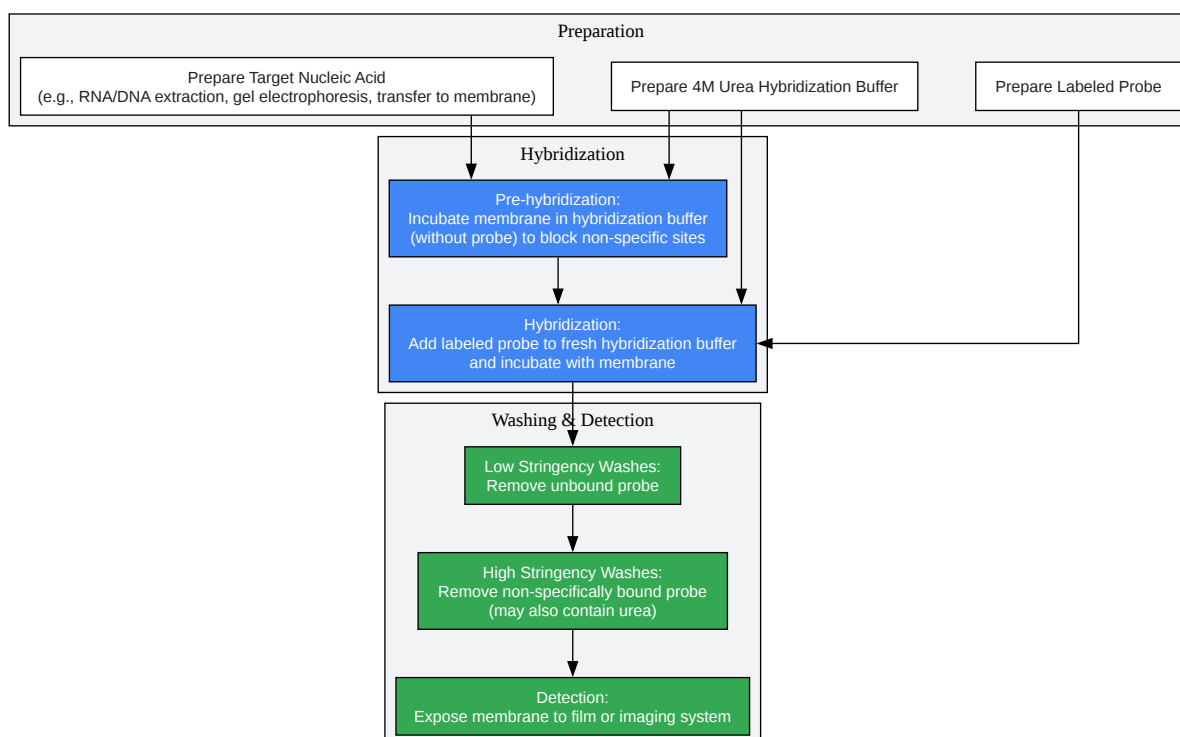 Preparation
Prepare Target Nucleic Acid
(e.g., RNA/DNA extraction, gel electrophoresis, transfer to membrane)
Prepare 4M Urea Hybridization Buffer
Prepare Labeled Probe
Hybridization
Pre-hybridization:
Incubate membrane in hybridization buffer
(without probe) to block non-specific sites
Hybridization:
Add labeled probe to fresh hybridization buffer
and incubate with membrane
Washing & Detection
Low Stringency Washes:
Remove unbound probe
High Stringency Washes:
Remove non-specifically bound probe
(may also contain urea)
Detection:
Expose membrane to film or imaging system